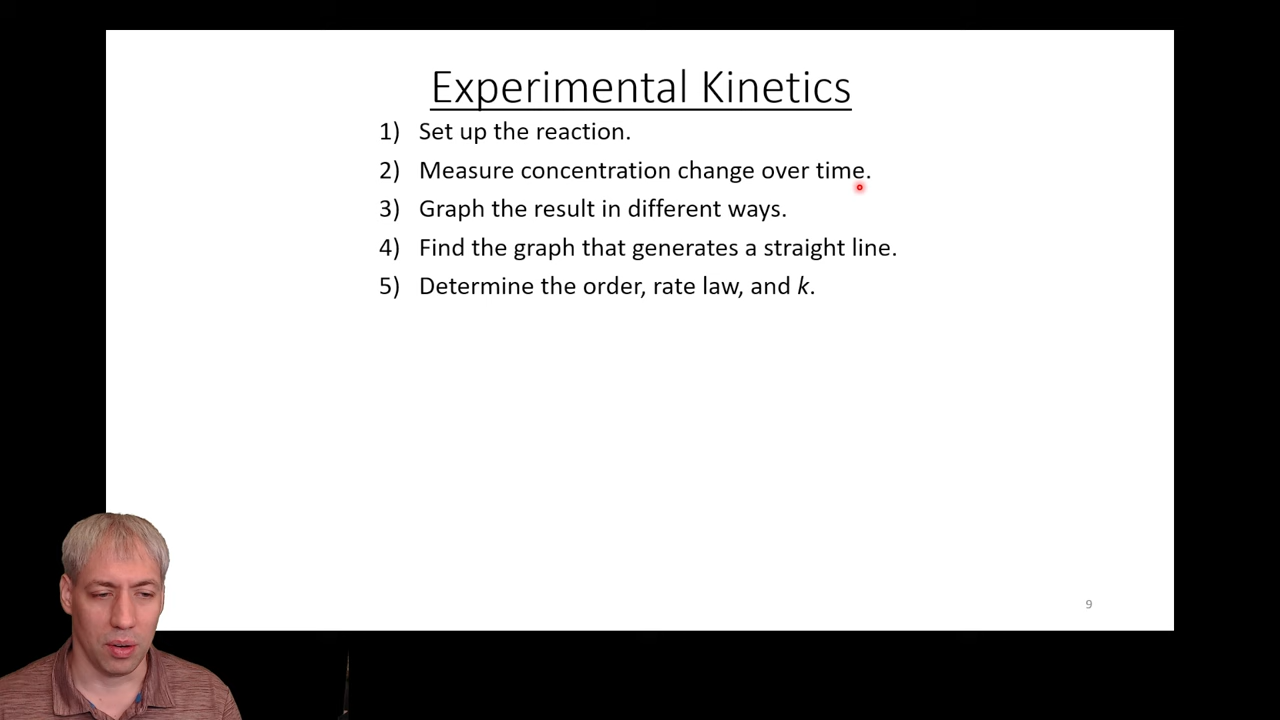 Experimental Kinetics
1) Set up the reaction.
2) Measure concentration change over time.
3) Graph the result in different ways.
4) Find the graph that generates a straight line.
5) Determine the order, rate law, and k.
9